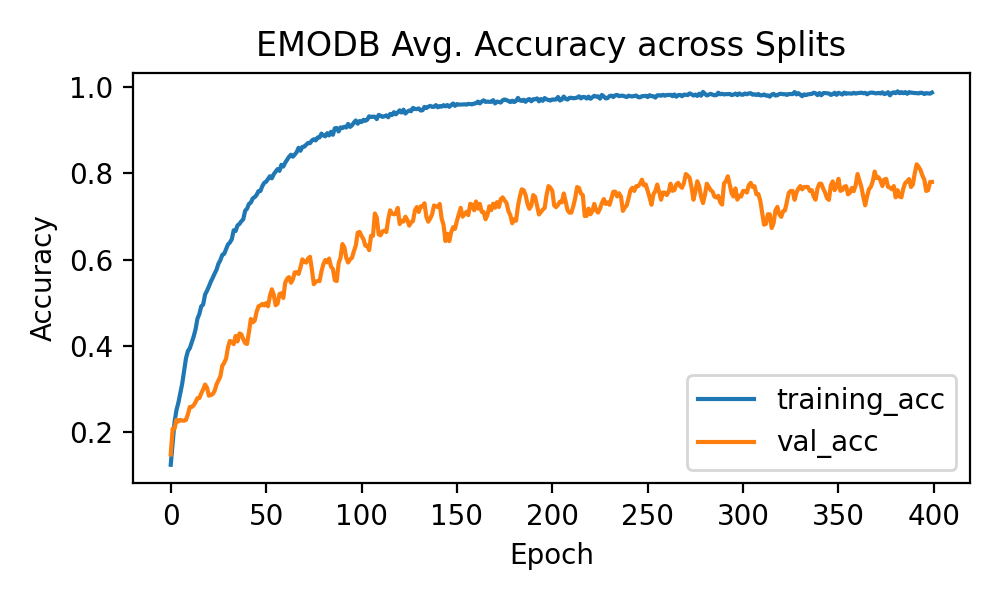 EMODB Avg. Accuracy across Splits
1.0
0.8
0.6
0.4
0.2
Accuracy
training_acc
val_acc
0 50 100 150 200 250 300 350 400
Epoch